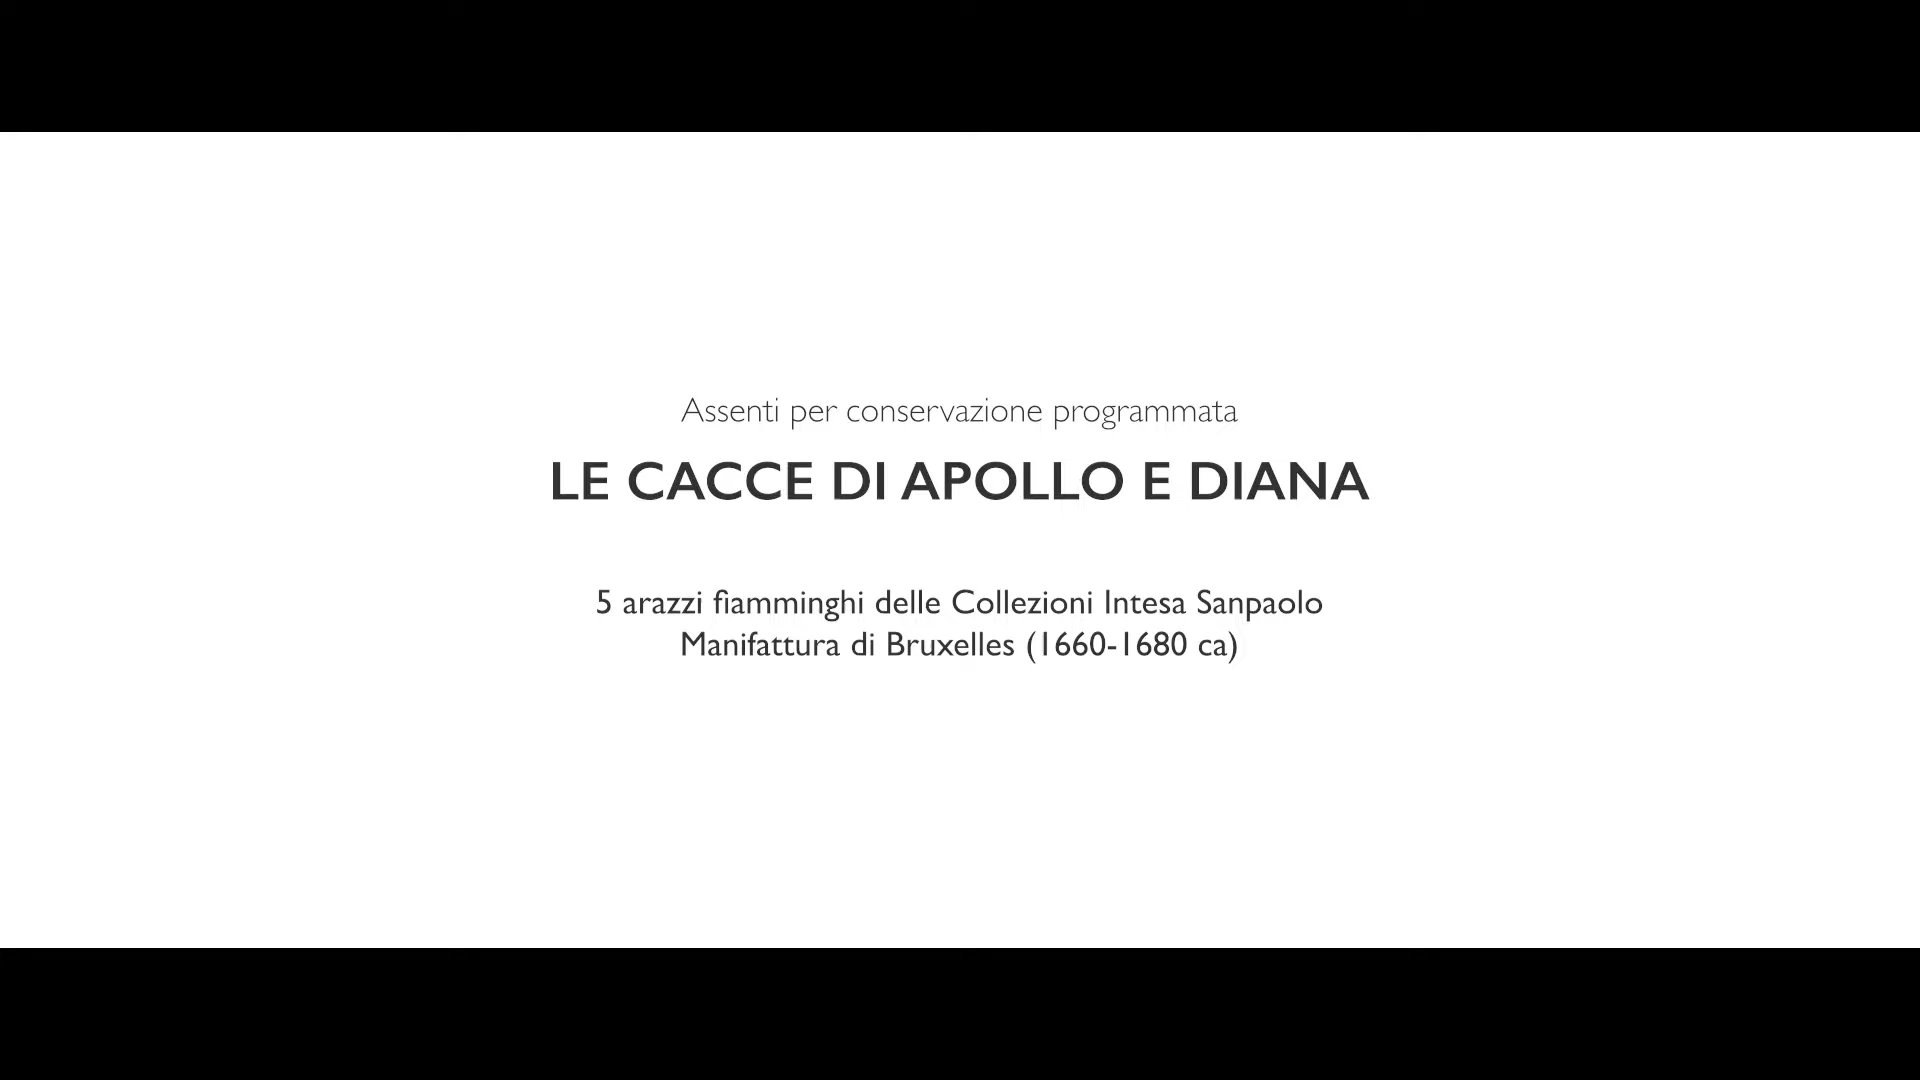 Assenti per conservazione programmata
LE CACCE DI APOLLO E DIANA
5 arazzi fiamminghi delle Collezioni Intesa Sanpaolo
Manifattura di Bruxelles (1660-1680 ca)